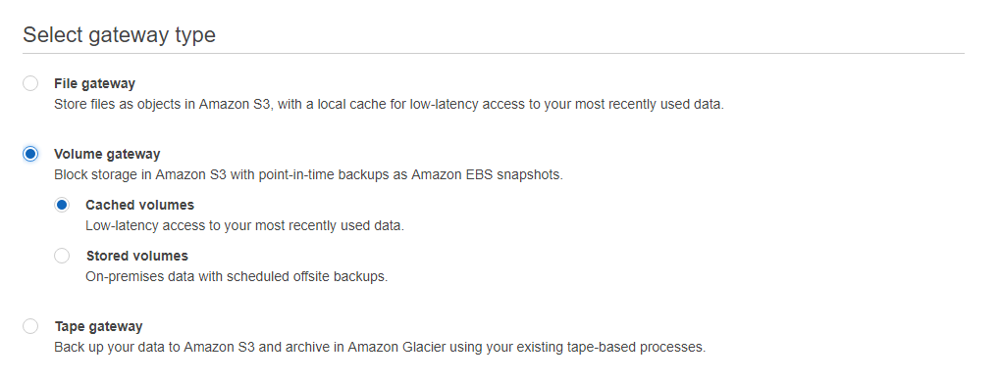 Select gateway type
File gateway
Store files as objects in Amazon S3, with a local cache for low-latency access to your most recently used data.
Volume gateway
Block storage in Amazon S3 with point-in-time backups as Amazon EBS snapshots.
Cached volumes
Low-latency access to your most recently used data.
Stored volumes
On-premises data with scheduled offsite backups.
Tape gateway
Back up your data to Amazon S3 and archive in Amazon Glacier using your existing tape-based processes.